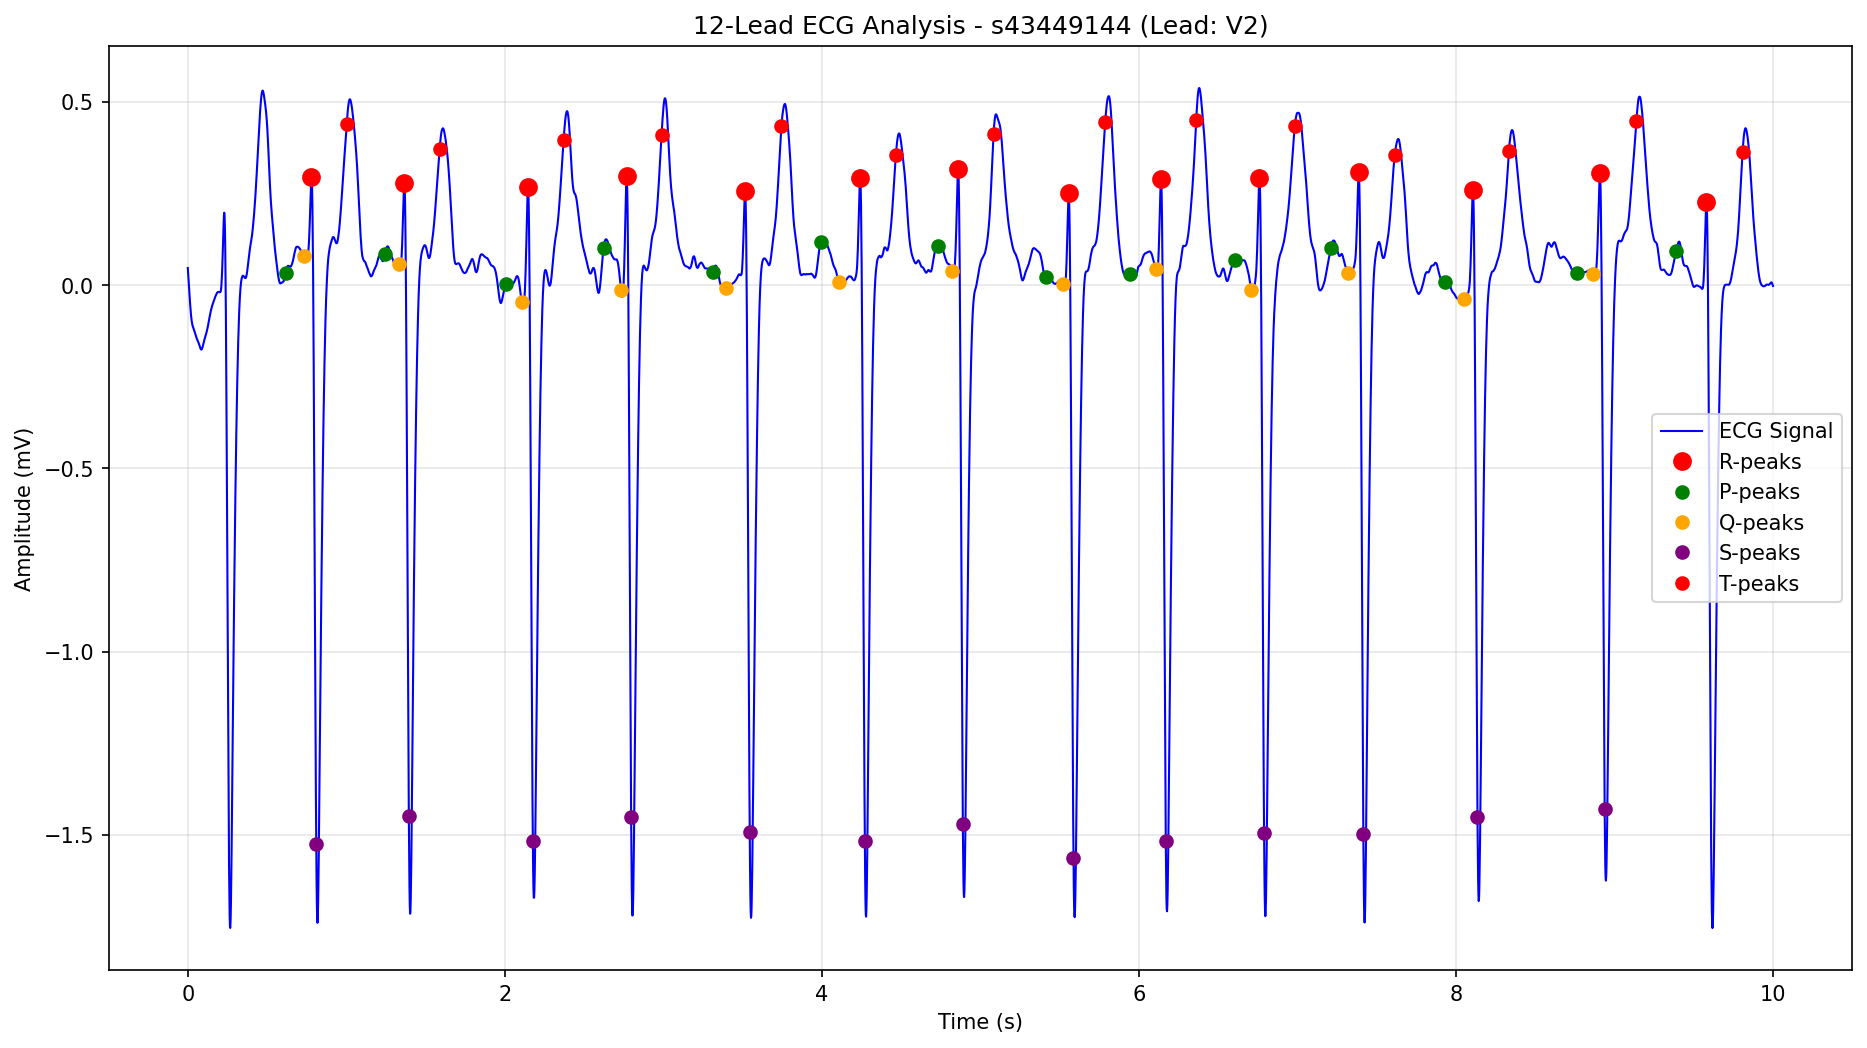 12-Lead ECG Analysis - s43449144 (Lead: V2)
0.5
0.0
−0.5
−1.0
−1.5
Amplitude (mV)
ECG Signal
R-peaks
P-peaks
Q-peaks
S-peaks
T-peaks
0 2 4 6 8 10
Time (s)